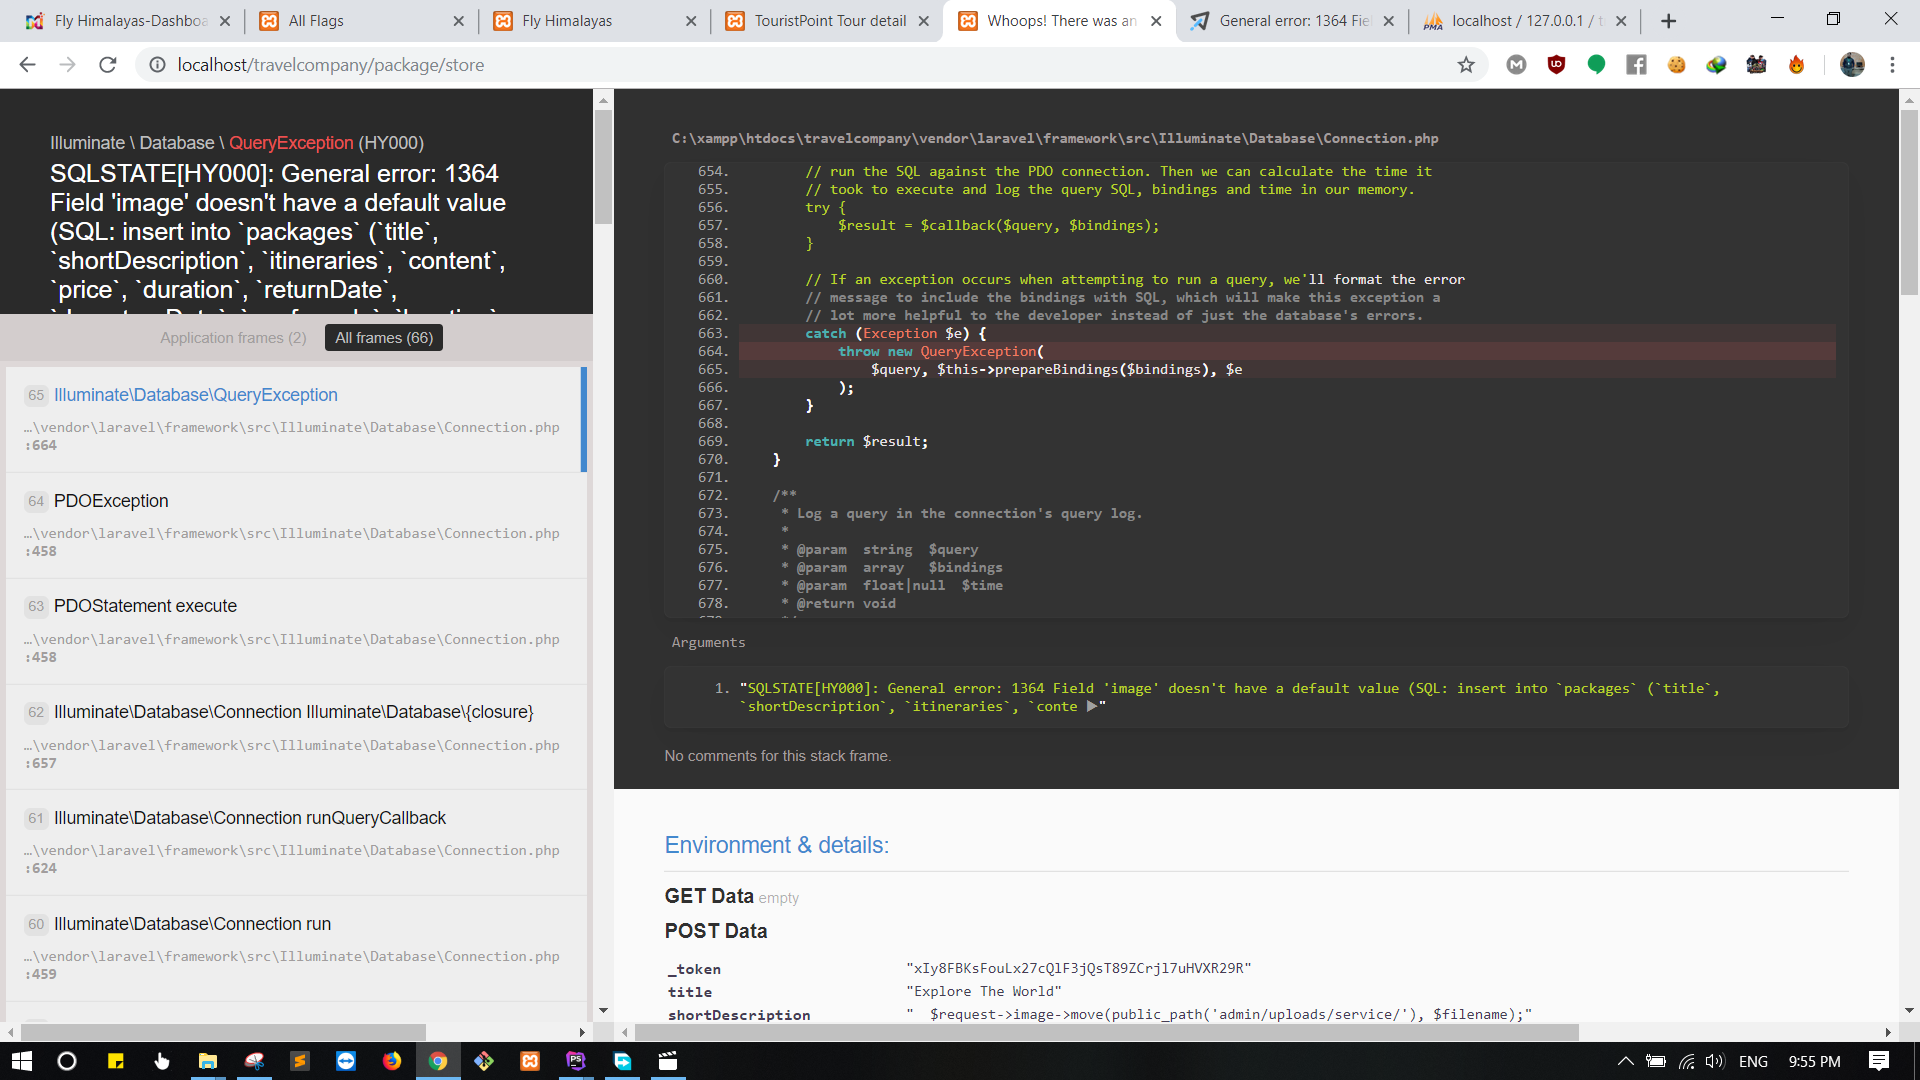 Fly Himalayas-Dashboa
All Flags
Fly Himalayas
TouristPoint Tour detail
Whoops! There was an
General error: 1364 Fie
localhost / 127.0.0.1 / t
localhost/travelcompany/package/store
Illuminate \ Database \ QueryException (HY000)
SQLSTATE[HY000]: General error: 1364
Field 'image' doesn't have a default value
(SQL: insert into `packages` (`title`,
`shortDescription`, `itineraries`, `content`,
`price`, `duration`, `returnDate`,
Application frames (2)
All frames (66)
65 Illuminate\Database\QueryException
…\vendor\laravel\framework\src\Illuminate\Database\Connection.php
:664
64 PDOException
…\vendor\laravel\framework\src\Illuminate\Database\Connection.php
:458
63 PDOStatement execute
…\vendor\laravel\framework\src\Illuminate\Database\Connection.php
:458
62 Illuminate\Database\Connection Illuminate\Database\{closure}
…\vendor\laravel\framework\src\Illuminate\Database\Connection.php
:657
61 Illuminate\Database\Connection runQueryCallback
…\vendor\laravel\framework\src\Illuminate\Database\Connection.php
:624
60 Illuminate\Database\Connection run
…\vendor\laravel\framework\src\Illuminate\Database\Connection.php
:459
C:\xampp\htdocs\travelcompany\vendor\laravel\framework\src\Illuminate\Database\Connection.php
654. // run the SQL against the PDO connection. Then we can calculate the time it
655. // took to execute and log the query SQL, bindings and time in our memory.
656. try {
657. $result = $callback($query, $bindings);
658. }
659.
660. // If an exception occurs when attempting to run a query, we'll format the error
661. // message to include the bindings with SQL, which will make this exception a
662. // lot more helpful to the developer instead of just the database's errors.
663. catch (Exception $e) {
664. throw new QueryException(
665. $query, $this->prepareBindings($bindings), $e
666. );
667. }
668.
669. return $result;
670. }
671.
672. /**
673. * Log a query in the connection's query log.
674. *
675. * @param string $query
676. * @param array $bindings
677. * @param float|null $time
678. * @return void
Arguments
1. "SQLSTATE[HY000]: General error: 1364 Field 'image' doesn't have a default value (SQL: insert into `packages` (`title`,
`shortDescription`, `itineraries`, `conte ▶"
No comments for this stack frame.
Environment & details:
GET Data empty
POST Data
_token "xIy8FBKsFouLx27cQlF3jQsT89ZCrjl7uHVXR29R"
title "Explore The World"
shortDescription " $request->image->move(public_path('admin/uploads/service/'), $filename);"
ENG
9:55 PM